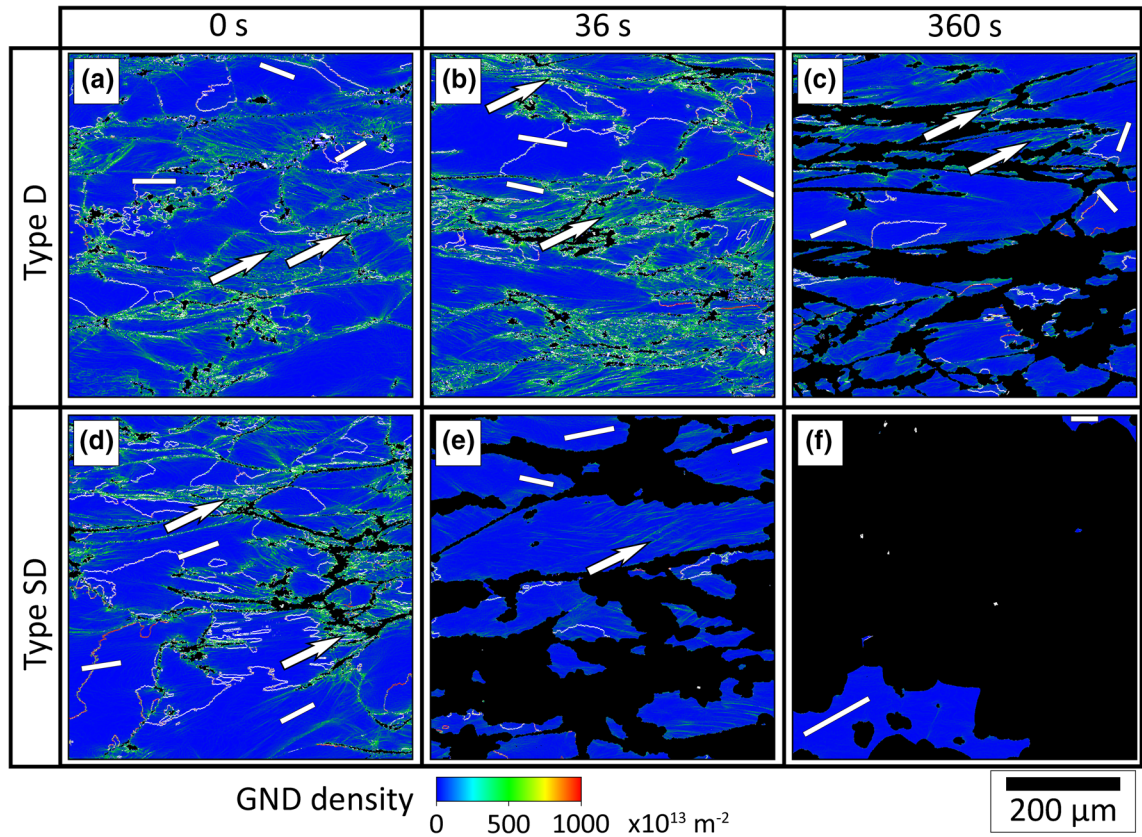 0 s 36 s 360 s
Type D
(a) (b) (c)
Type SD
(d) (e) (f)
GND density
0 500 1000 x10¹³ m⁻²
200 µm